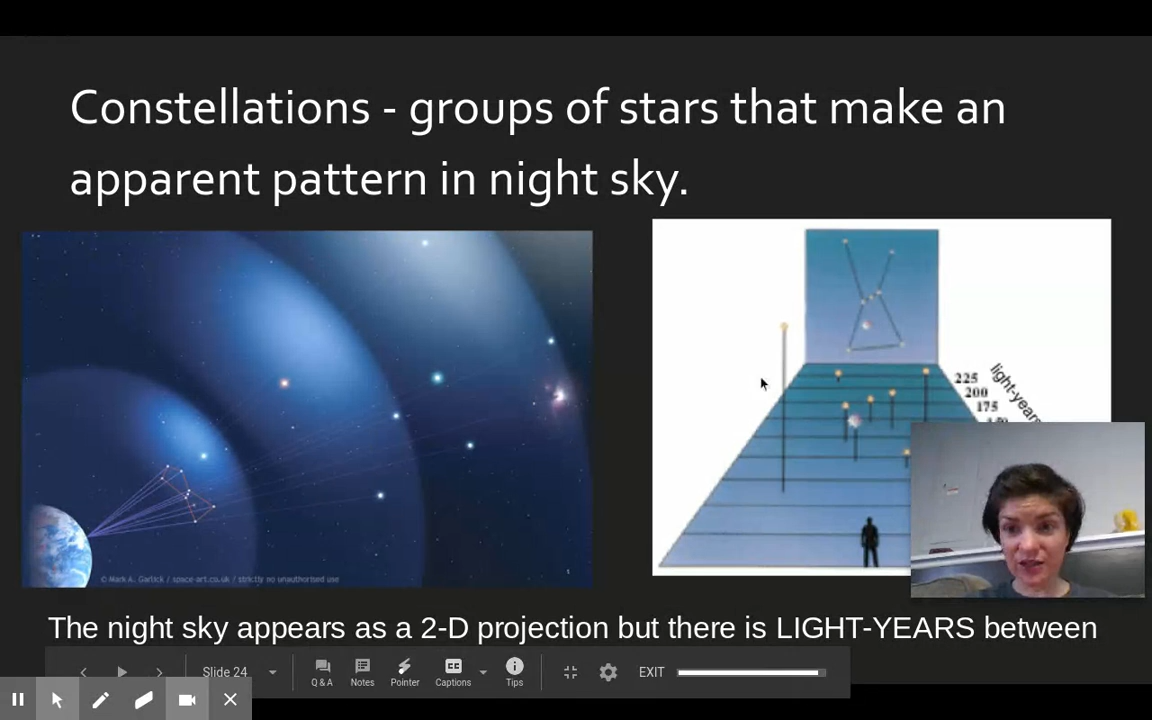 Constellations - groups of stars that make an
apparent pattern in night sky.
225
200
175
light-years
© Mark A. Garlick / space-art.co.uk / strictly no unauthorised use
The night sky appears as a 2-D projection but there is LIGHT-YEARS between
Slide 24
Q & A
Notes
Pointer
Captions
Tips
EXIT